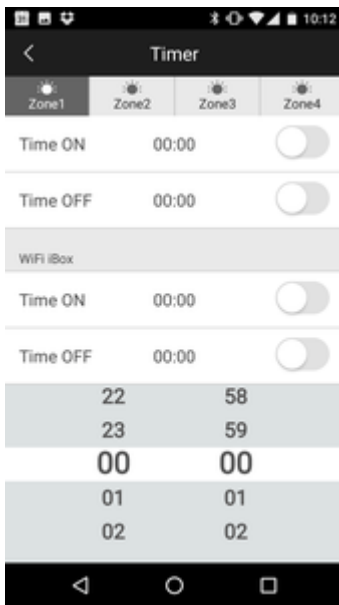 31 10:12
Timer
Zone1 Zone2 Zone3 Zone4
Time ON 00:00
Time OFF 00:00
WiFi iBox
Time ON 00:00
Time OFF 00:00
22 58
23 59
00 00
01 01
02 02